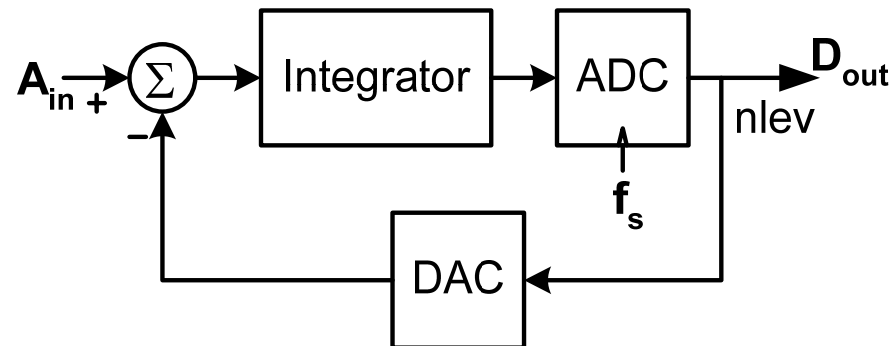 A_in
+
Σ
−
Integrator
ADC
f_s
D_out
nlev
DAC